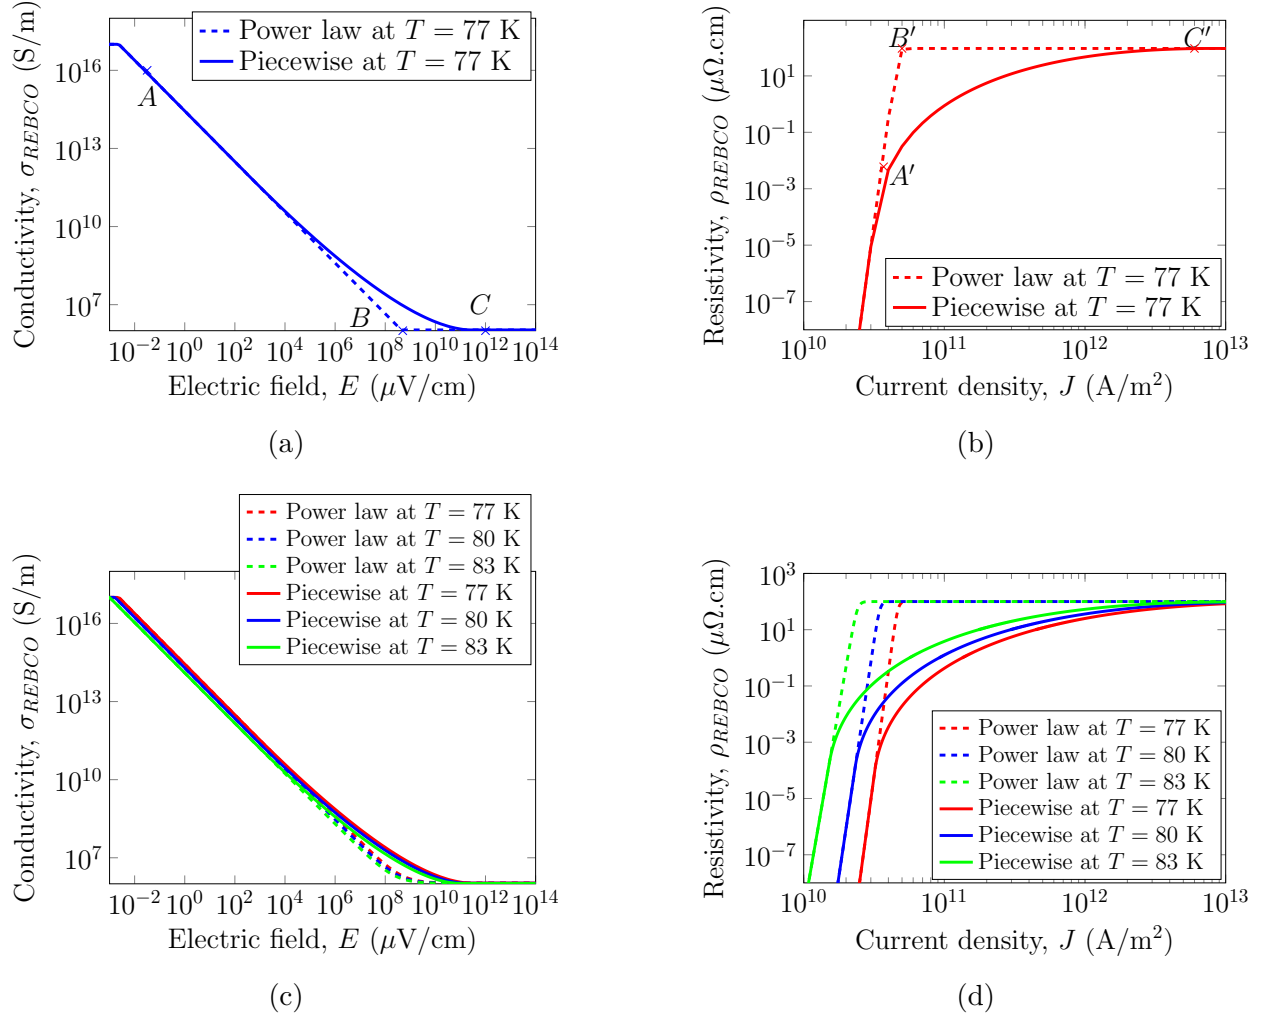 Power law at T = 77 K
Piecewise at T = 77 K
Conductivity, σ_REBCO (S/m)
10^16
10^13
10^10
10^7
A
B
C
10^−2 10^0 10^2 10^4 10^6 10^8 10^10 10^12 10^14
Electric field, E (μV/cm)
(a)
Resistivity, ρ_REBCO (μΩ.cm)
10^1
10^−1
10^−3
10^−5
10^−7
B′
C′
A′
Power law at T = 77 K
Piecewise at T = 77 K
10^10 10^11 10^12 10^13
Current density, J (A/m^2)
(b)
Power law at T = 77 K
Power law at T = 80 K
Power law at T = 83 K
Piecewise at T = 77 K
Piecewise at T = 80 K
Piecewise at T = 83 K
Conductivity, σ_REBCO (S/m)
10^16
10^13
10^10
10^7
10^−2 10^0 10^2 10^4 10^6 10^8 10^10 10^12 10^14
Electric field, E (μV/cm)
(c)
Resistivity, ρ_REBCO (μΩ.cm)
10^3
10^1
10^−1
10^−3
10^−5
10^−7
Power law at T = 77 K
Power law at T = 80 K
Power law at T = 83 K
Piecewise at T = 77 K
Piecewise at T = 80 K
Piecewise at T = 83 K
10^10 10^11 10^12 10^13
Current density, J (A/m^2)
(d)